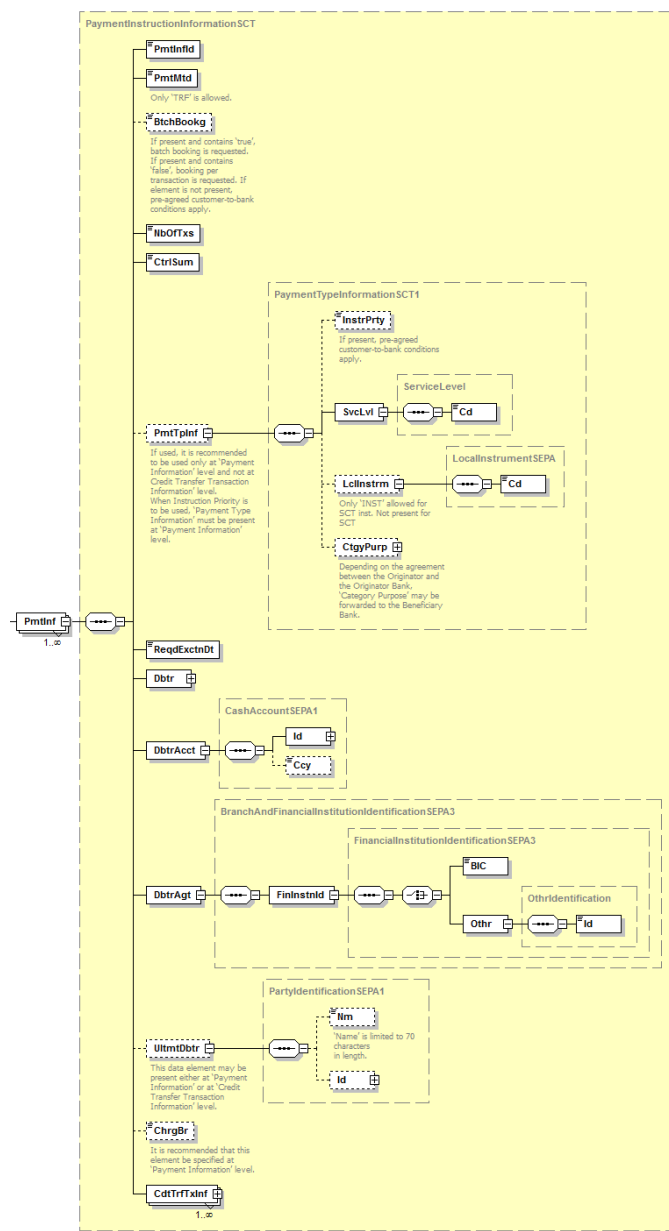 PaymentInstructionInformationSCT
PmtInfId
PmtMtd
Only 'TRF' is allowed.
BtchBookg
If present and contains 'true',
batch booking is requested.
If present and contains
'false', booking per
transaction is requested. If
element is not present,
pre-agreed customer-to-bank
conditions apply.
NbOfTxs
CtrlSum
PaymentTypeInformationSCT1
InstrPrty
If present, pre-agreed
customer-to-bank conditions
apply.
ServiceLevel
SvcLvl
Cd
PmtTpInf
If used, it is recommended
to be used only at 'Payment
Information' level and not at
Credit Transfer Transaction
Information' level.
When Instruction Priority is
to be used, 'Payment Type
Information' must be present
at 'Payment Information'
level.
LocalInstrumentSEPA
LclInstrm
Cd
Only 'INST' allowed for
SCT inst. Not present for
SCT
CtgyPurp
Depending on the agreement
between the Originator and
the Originator Bank,
'Category Purpose' may be
forwarded to the Beneficiary
Bank.
PmtInf
1..∞
ReqdExctnDt
Dbtr
CashAccountSEPA1
DbtrAcct
Id
Ccy
BranchAndFinancialInstitutionIdentificationSEPA3
FinancialInstitutionIdentificationSEPA3
BIC
OthrIdentification
DbtrAgt
FinInstnId
Othr
Id
PartyIdentificationSEPA1
Nm
'Name' is limited to 70
characters
in length.
Id
UltmtDbtr
This data element may be
present either at 'Payment
Information' or at 'Credit
Transfer Transaction
Information' level.
ChrgBr
It is recommended that this
element be specified at
'Payment Information' level.
CdtTrfTxInf
1..∞